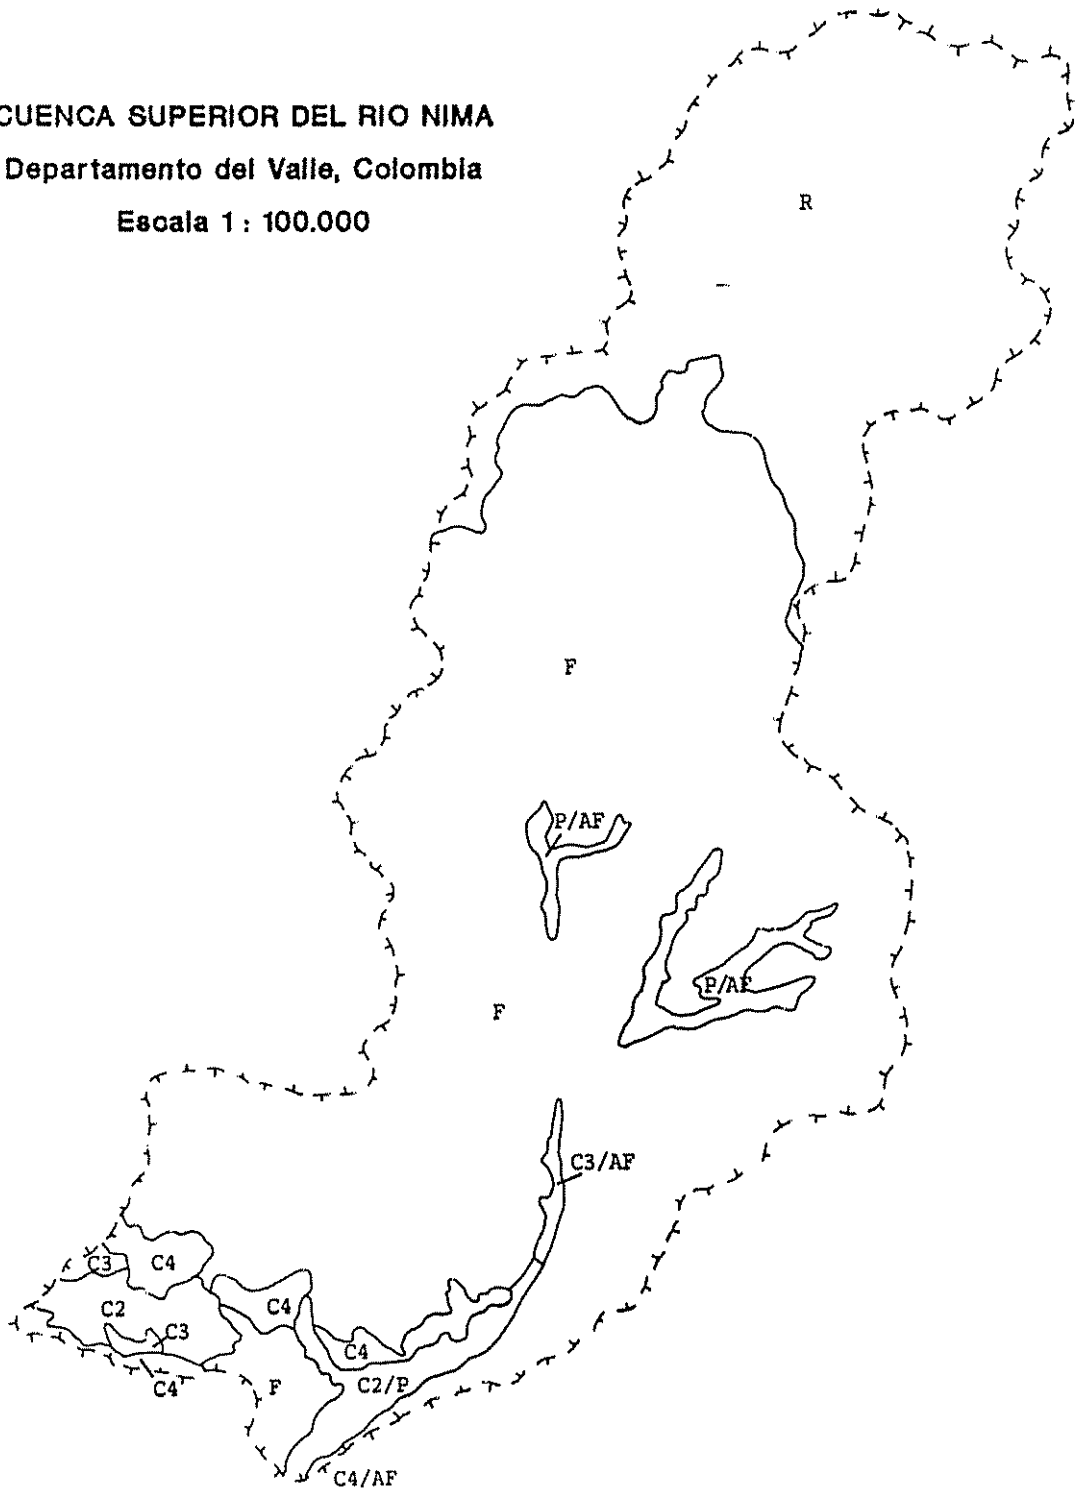 CUENCA SUPERIOR DEL RIO NIMA
Departamento del Valle, Colombia
Escala 1 : 100.000
R
F
P/AF
P/AF
F
C3/AF
C3
C4
C4
C2
C3
C4
C4
C2/P
F
C4/AF